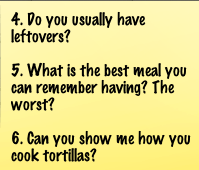 4. Do you usually have
leftovers?
5. What is the best meal you
can remember having? The
worst?
6. Can you show me how you
cook tortillas?